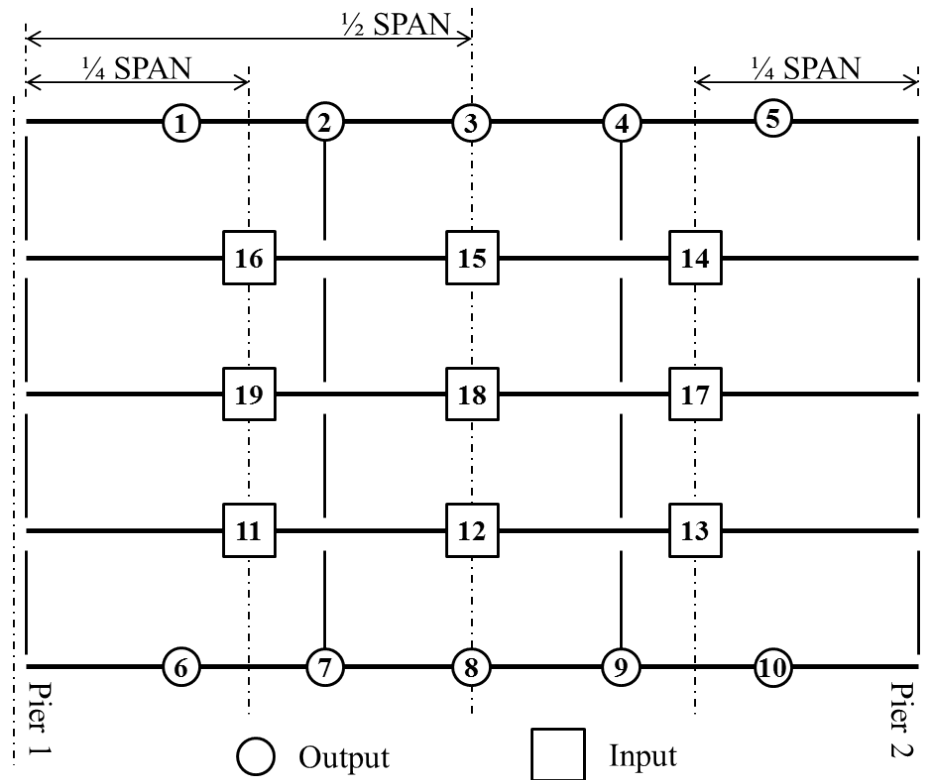 ½ SPAN
¼ SPAN ¼ SPAN
1 2 3 4 5
16 15 14
19 18 17
11 12 13
6 7 8 9 10
Pier 1 Pier 2
Output Input